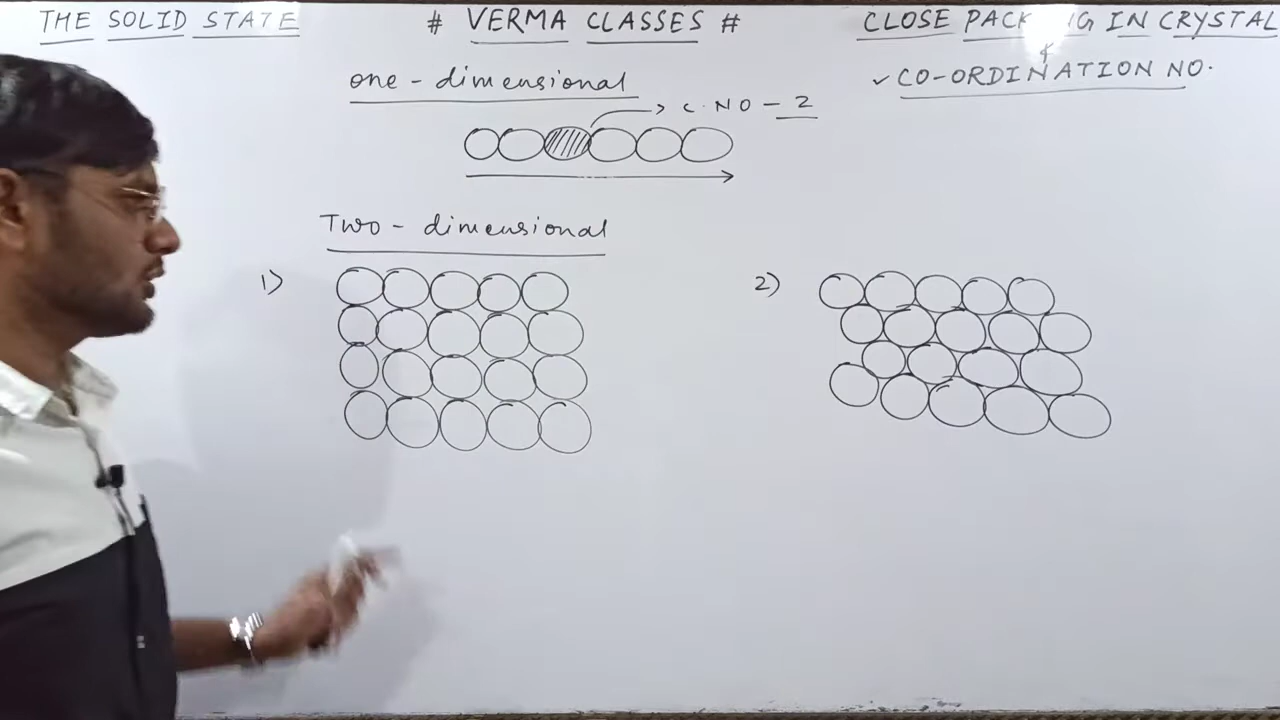 THE SOLID STATE
# VERMA CLASSES #
CLOSE PACKING IN CRYSTAL
&
✓ CO-ORDINATION NO.
one-dimensional
→ C.NO - 2
Two-dimensional
1)
2)